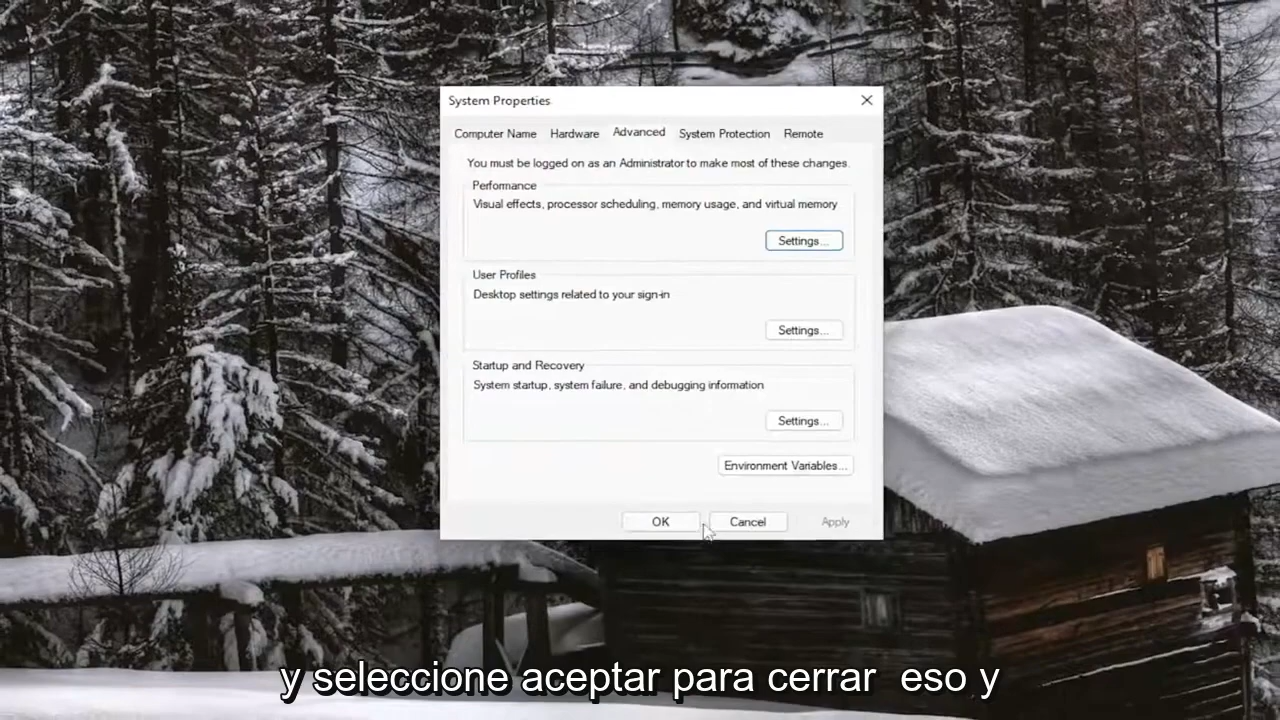 System Properties
Computer Name Hardware Advanced System Protection Remote
You must be logged on as an Administrator to make most of these changes.
Performance
Visual effects, processor scheduling, memory usage, and virtual memory
Settings...
User Profiles
Desktop settings related to your sign-in
Settings...
Startup and Recovery
System startup, system failure, and debugging information
Settings...
Environment Variables...
OK Cancel Apply
y seleccione aceptar para cerrar eso y